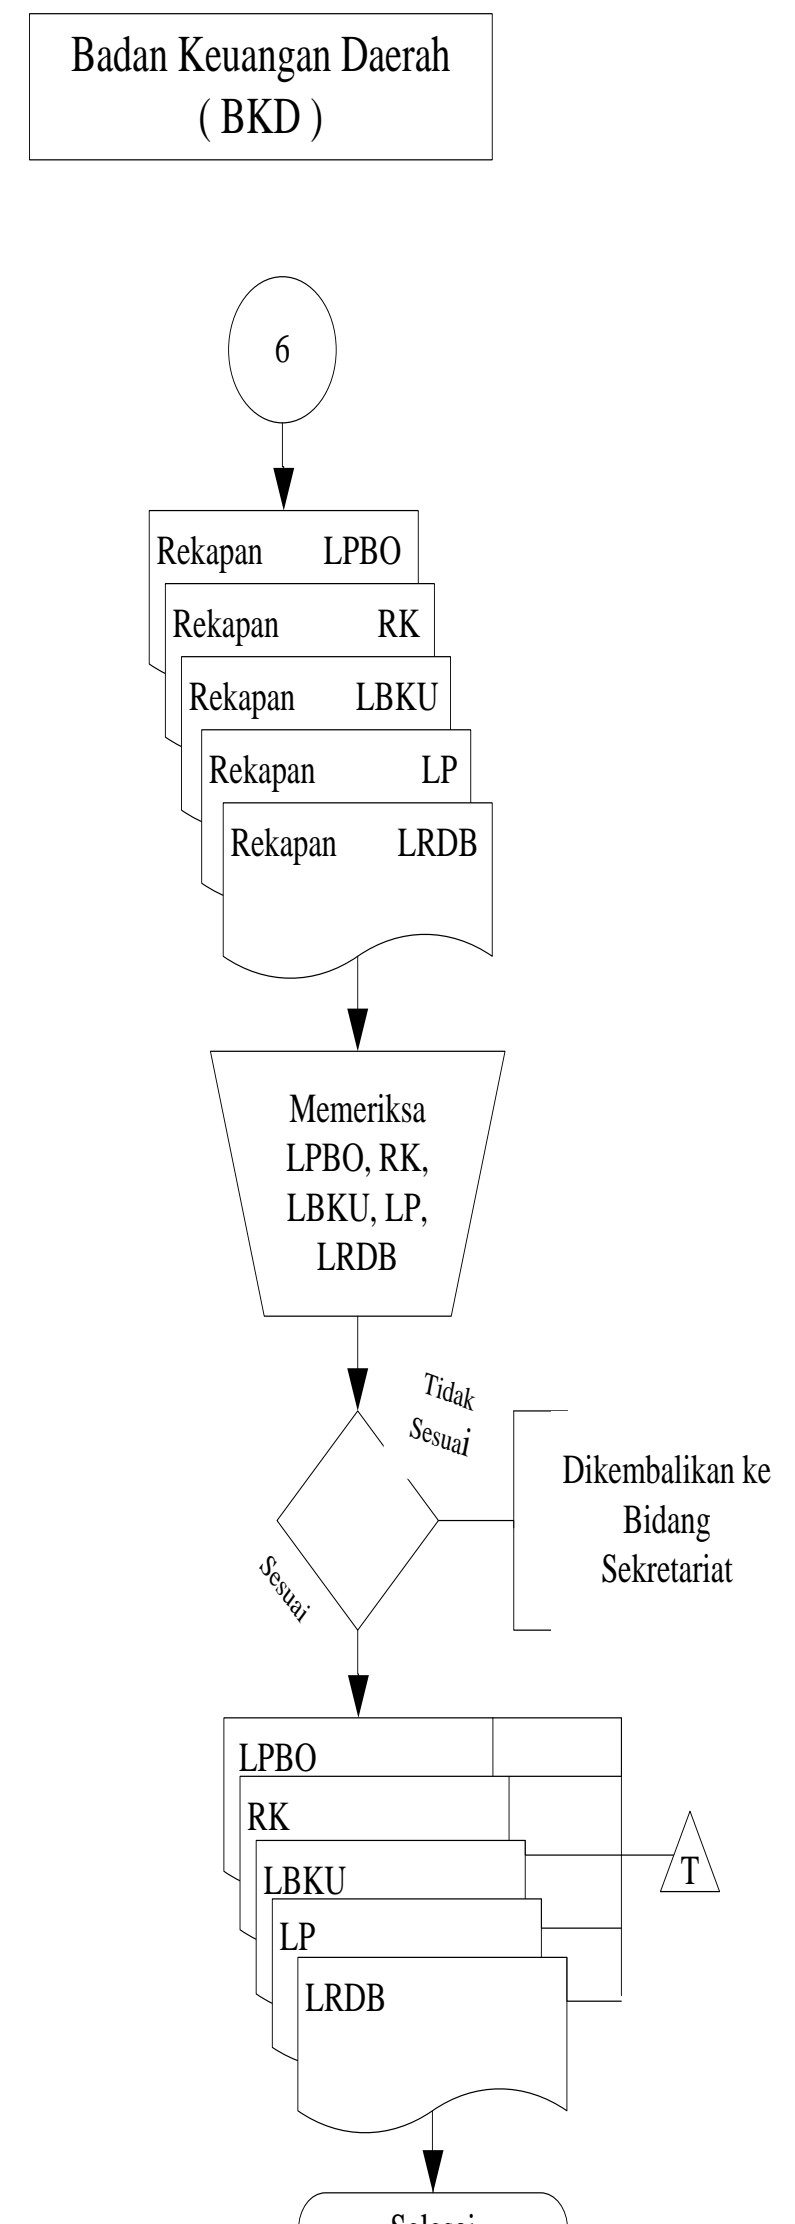 Badan Keuangan Daerah
( BKD )
6
Rekapan LPBO
Rekapan RK
Rekapan LBKU
Rekapan LP
Rekapan LRDB
Memeriksa
LPBO, RK,
LBKU, LP,
LRDB
Tidak
Sesuai
Dikembalikan ke
Bidang
Sekretariat
Sesuai
LPBO
RK
LBKU
T
LP
LRDB
Selesai